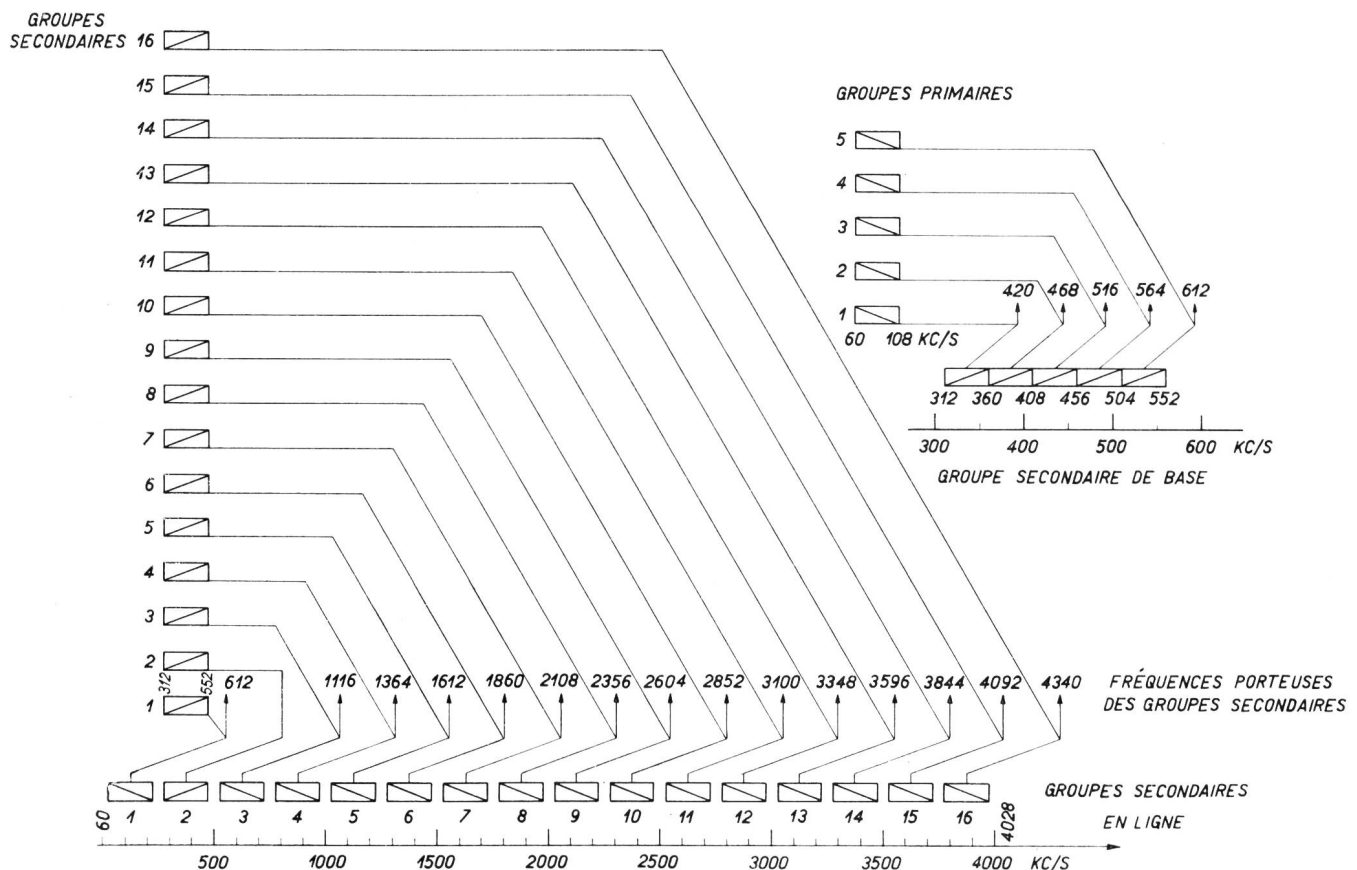 GROUPES
SECONDAIRES 16
15
14
13
12
11
10
9
8
7
6
5
4
3
2
1
312
552
GROUPES PRIMAIRES
5
4
3
2
1
60 108 KC/S
420 468 516 564 612
312 360 408 456 504 552
300 400 500 600 KC/S
GROUPE SECONDAIRE DE BASE
612 1116 1364 1612 1860 2108 2356 2604 2852 3100 3348 3596 3844 4092 4340
FRÉQUENCES PORTEUSES
DES GROUPES SECONDAIRES
GROUPES SECONDAIRES
EN LIGNE
60 1 2 3 4 5 6 7 8 9 10 11 12 13 14 15 16 4028
500 1000 1500 2000 2500 3000 3500 4000 KC/S